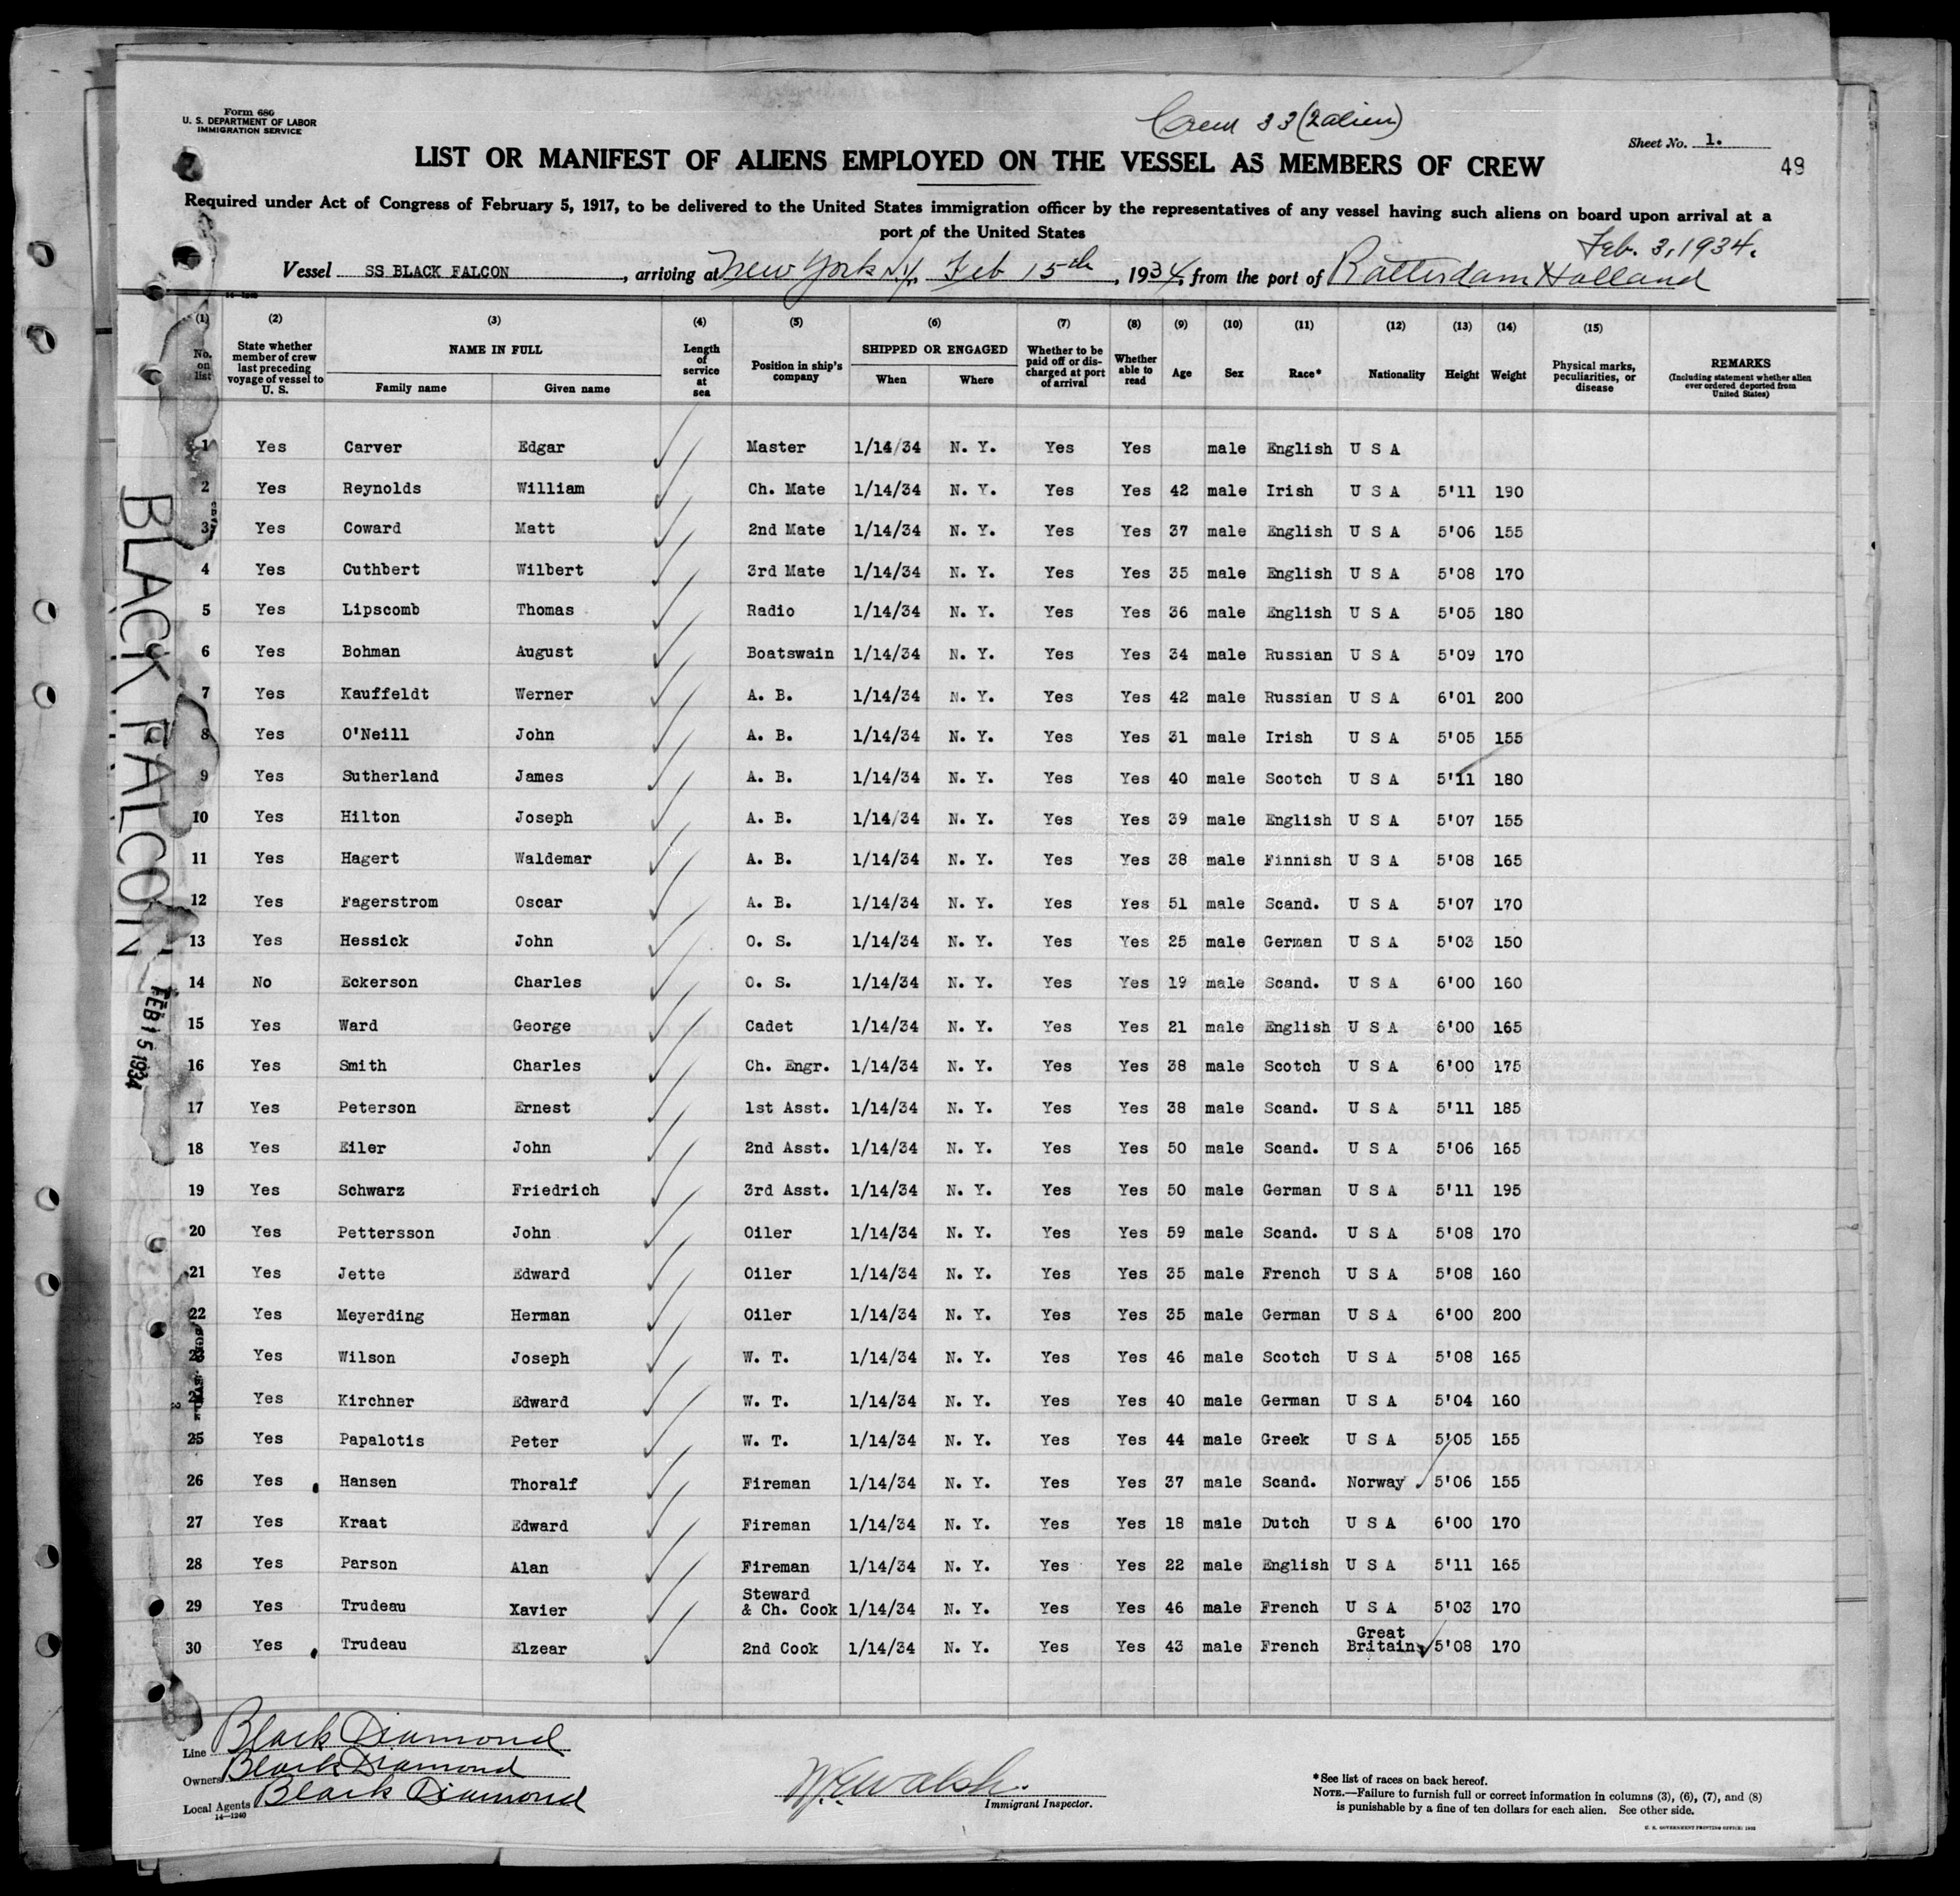 Form 680
U. S. DEPARTMENT OF LABOR
IMMIGRATION SERVICE
Crew 33 (2 alien)
Sheet No. 1.
49
LIST OR MANIFEST OF ALIENS EMPLOYED ON THE VESSEL AS MEMBERS OF CREW
Required under Act of Congress of February 5, 1917, to be delivered to the United States immigration officer by the representatives of any vessel having such aliens on board upon arrival at a
port of the United States
Feb. 3, 1934.
Vessel SS BLACK FALCON, arriving at New York N.Y. Feb 15th, 1934, from the port of Rotterdam Holland
(1) (2) (3) (4) (5) (6) (7) (8) (9) (10) (11) (12) (13) (14) (15)
No. on list State whether member of crew last preceding voyage of vessel to U. S. NAME IN FULL Family name Given name Length of service at sea Position in ship's company SHIPPED OR ENGAGED When Where Whether to be paid off or discharged at port of arrival Whether able to read Age Sex Race* Nationality Height Weight Physical marks, peculiarities, or disease REMARKS (Including statement whether alien ever ordered deported from United States)
1 Yes Carver Edgar Master 1/14/34 N. Y. Yes Yes male English U S A
2 Yes Reynolds William Ch. Mate 1/14/34 N. Y. Yes Yes 42 male Irish U S A 5'11 190
3 Yes Coward Matt 2nd Mate 1/14/34 N. Y. Yes Yes 37 male English U S A 5'06 155
4 Yes Cuthbert Wilbert 3rd Mate 1/14/34 N. Y. Yes Yes 35 male English U S A 5'08 170
5 Yes Lipscomb Thomas Radio 1/14/34 N. Y. Yes Yes 36 male English U S A 5'05 180
6 Yes Bohman August Boatswain 1/14/34 N. Y. Yes Yes 34 male Russian U S A 5'09 170
7 Yes Kauffeldt Werner A. B. 1/14/34 N. Y. Yes Yes 42 male Russian U S A 6'01 200
8 Yes O'Neill John A. B. 1/14/34 N. Y. Yes Yes 31 male Irish U S A 5'05 155
9 Yes Sutherland James A. B. 1/14/34 N. Y. Yes Yes 40 male Scotch U S A 5'11 180
10 Yes Hilton Joseph A. B. 1/14/34 N. Y. Yes Yes 39 male English U S A 5'07 155
11 Yes Hagert Waldemar A. B. 1/14/34 N. Y. Yes Yes 38 male Finnish U S A 5'08 165
12 Yes Fagerstrom Oscar A. B. 1/14/34 N. Y. Yes Yes 51 male Scand. U S A 5'07 170
13 Yes Hessick John O. S. 1/14/34 N. Y. Yes Yes 25 male German U S A 5'03 150
14 No Eckerson Charles O. S. 1/14/34 N. Y. Yes Yes 19 male Scand. U S A 6'00 160
15 Yes Ward George Cadet 1/14/34 N. Y. Yes Yes 21 male English U S A 6'00 165
16 Yes Smith Charles Ch. Engr. 1/14/34 N. Y. Yes Yes 38 male Scotch U S A 6'00 175
17 Yes Peterson Ernest 1st Asst. 1/14/34 N. Y. Yes Yes 38 male Scand. U S A 5'11 185
18 Yes Eiler John 2nd Asst. 1/14/34 N. Y. Yes Yes 50 male Scand. U S A 5'06 165
19 Yes Schwarz Friedrich 3rd Asst. 1/14/34 N. Y. Yes Yes 50 male German U S A 5'11 195
20 Yes Pettersson John Oiler 1/14/34 N. Y. Yes Yes 59 male Scand. U S A 5'08 170
21 Yes Jette Edward Oiler 1/14/34 N. Y. Yes Yes 35 male French U S A 5'08 160
22 Yes Meyerding Herman Oiler 1/14/34 N. Y. Yes Yes 35 male German U S A 6'00 200
23 Yes Wilson Joseph W. T. 1/14/34 N. Y. Yes Yes 46 male Scotch U S A 5'08 165
24 Yes Kirchner Edward W. T. 1/14/34 N. Y. Yes Yes 40 male German U S A 5'04 160
25 Yes Papalotis Peter W. T. 1/14/34 N. Y. Yes Yes 44 male Greek U S A 5'05 155
26 Yes Hansen Thoralf Fireman 1/14/34 N. Y. Yes Yes 37 male Scand. Norway 5'06 155
27 Yes Kraat Edward Fireman 1/14/34 N. Y. Yes Yes 18 male Dutch U S A 6'00 170
28 Yes Parson Alan Fireman 1/14/34 N. Y. Yes Yes 22 male English U S A 5'11 165
29 Yes Trudeau Xavier Steward & Ch. Cook 1/14/34 N. Y. Yes Yes 46 male French U S A 5'03 170
30 Yes Trudeau Elzear 2nd Cook 1/14/34 N. Y. Yes Yes 43 male French Great Britain 5'08 170
BLACK FALCON
FEB 15 1934
Line Black Diamond
Owners Black Diamond
Local Agents Black Diamond
14—1240
W. E. Walsh.
Immigrant Inspector.
*See list of races on back hereof.
NOTE.—Failure to furnish full or correct information in columns (3), (6), (7), and (8)
is punishable by a fine of ten dollars for each alien. See other side.
U. S. GOVERNMENT PRINTING OFFICE: 1932